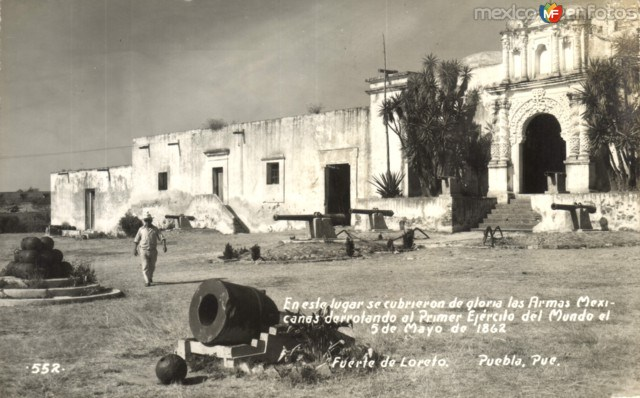 mexicoenfotos
MF
En este lugar se cubrieron de gloria las Armas Mexi-
canas derrotando al Primer Ejército del Mundo el
5 de Mayo de 1862
·552· Fuerte de Loreto. Puebla, Pue.